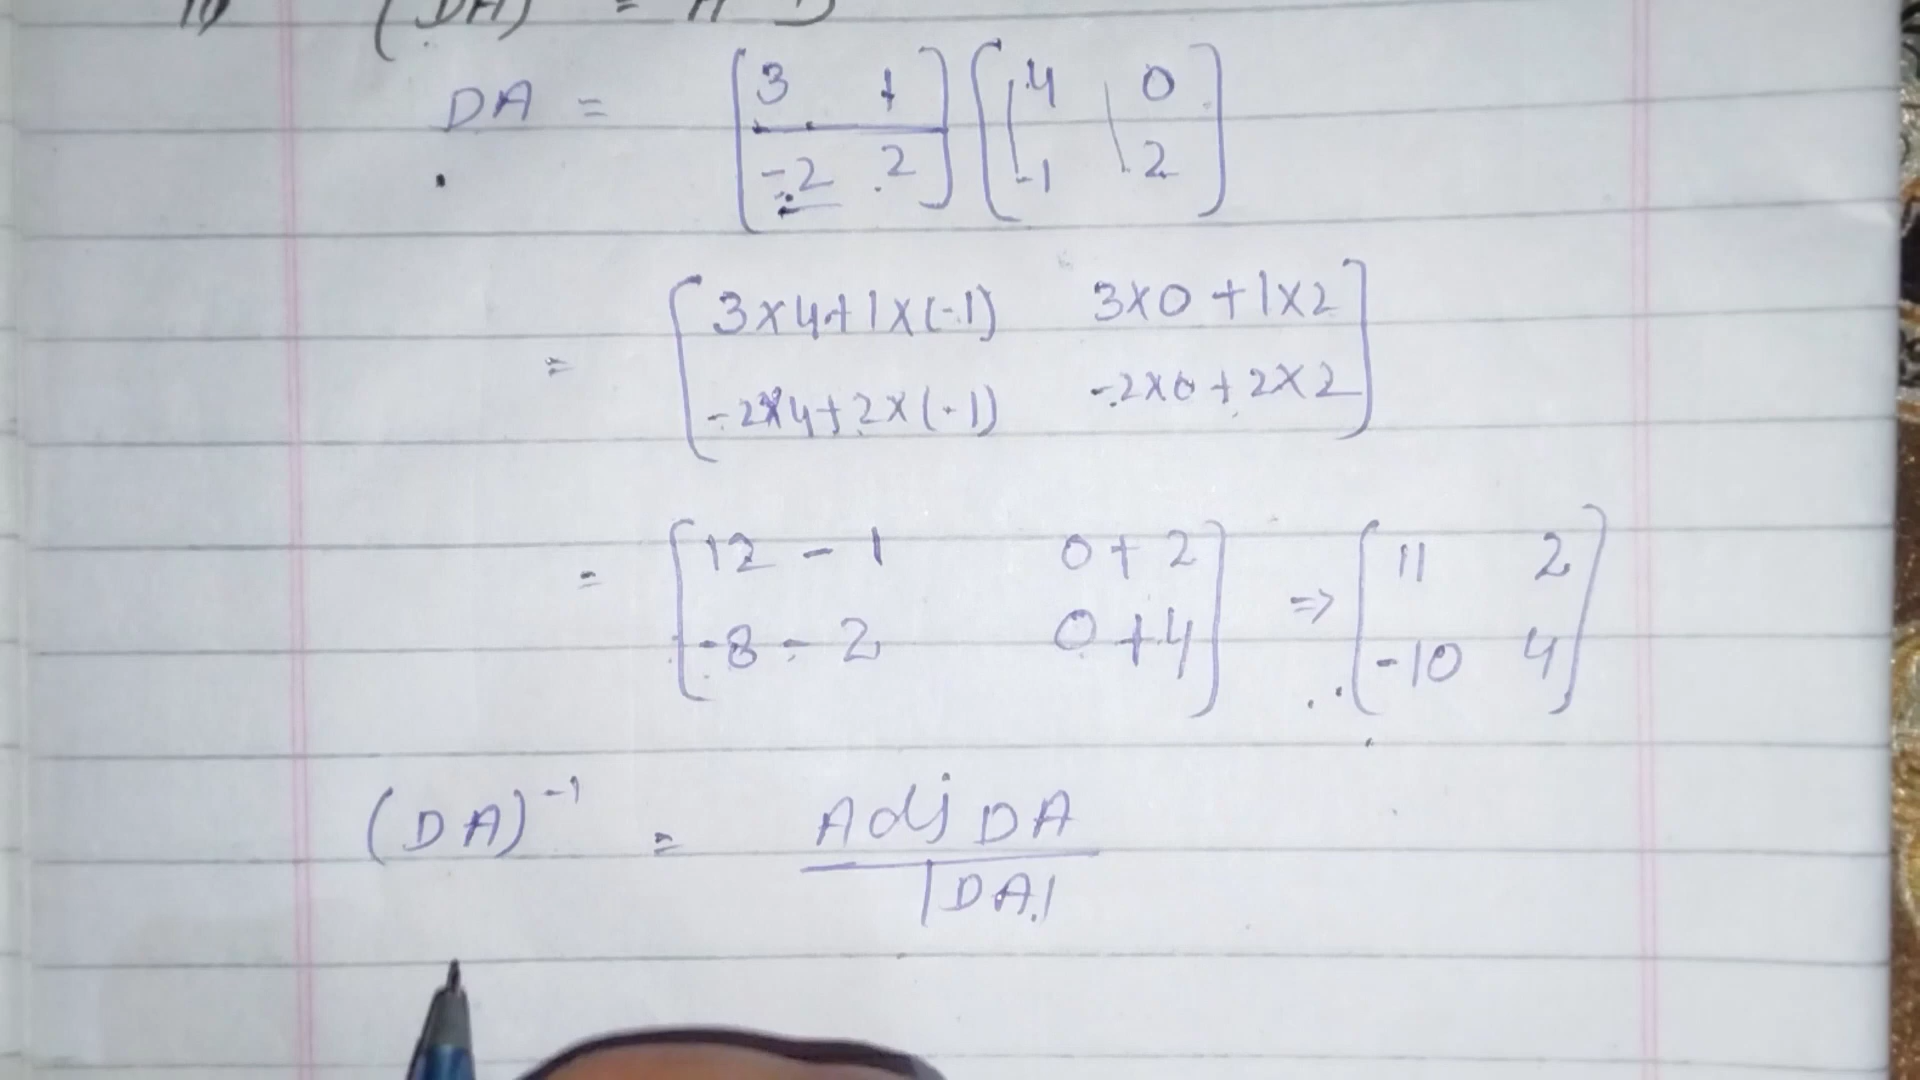 (DA) = A D
DA = [3 1 -2 2] [4 0 -1 2]
= [3×4+1×(-1) 3×0+1×2
-2×4+2×(-1) -2×0+2×2]
= [12 - 1 0+2 -8 - 2 0+4] => [11 2 -10 4]
(DA)⁻¹ = Adj DA
|DA|